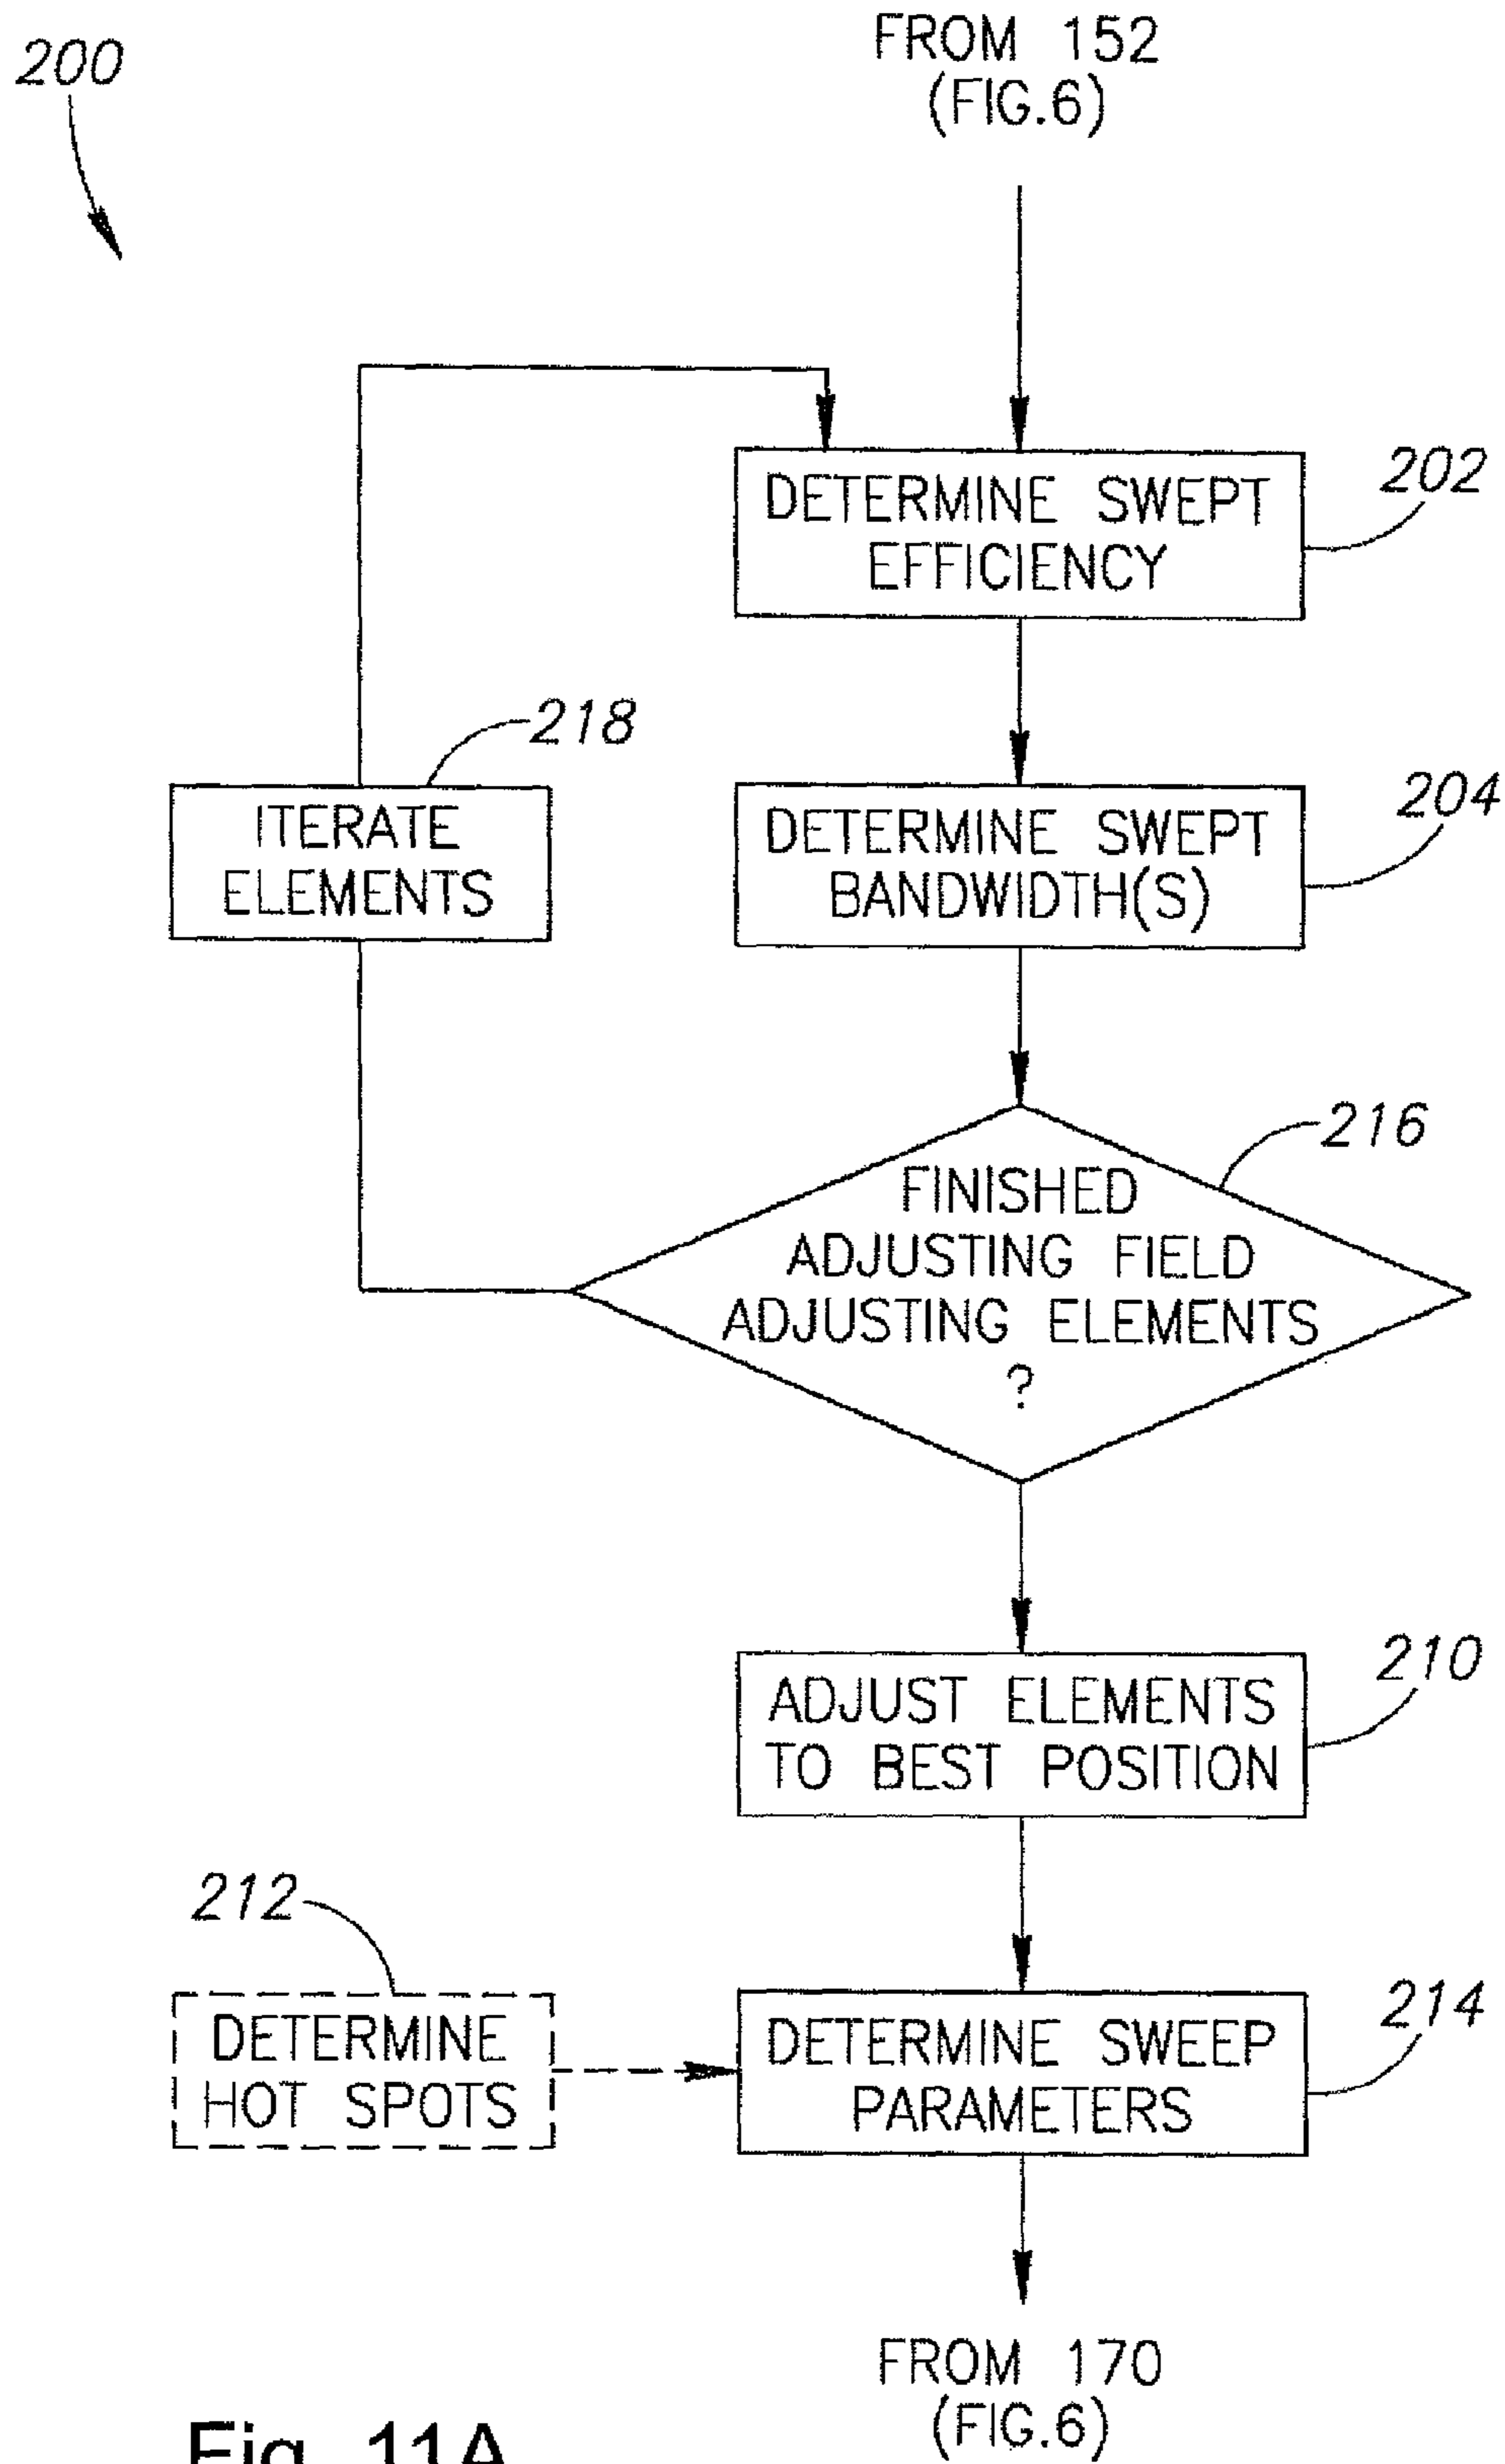 200
FROM 152
(FIG.6)
DETERMINE SWEPT
EFFICIENCY
202
218
ITERATE
ELEMENTS
DETERMINE SWEPT
BANDWIDTH(S)
204
216
FINISHED
ADJUSTING FIELD
ADJUSTING ELEMENTS
?
ADJUST ELEMENTS
TO BEST POSITION
210
212
DETERMINE
HOT SPOTS
DETERMINE SWEEP
PARAMETERS
214
FROM 170
(FIG.6)
Fig. 11A